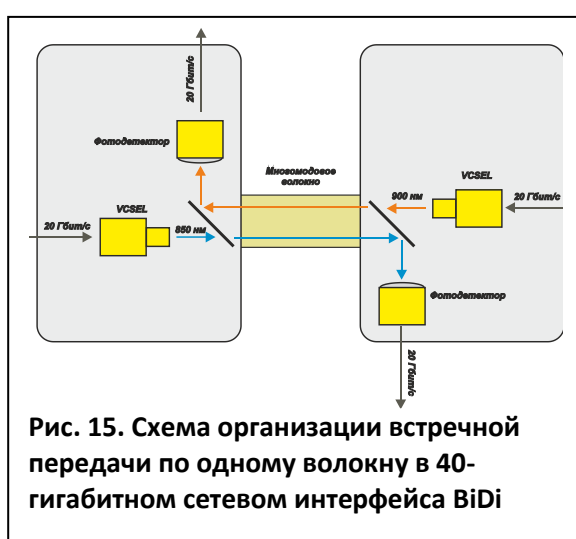 20 Гбит/с
Фотодетектор
Многомодовое
волокно
VCSEL
900 нм
20 Гбит/с
VCSEL
20 Гбит/с
850 нм
Фотодетектор
20 Гбит/с
Рис. 15. Схема организации встречной
передачи по одному волокну в 40-
гигабитном сетевом интерфейса BiDi